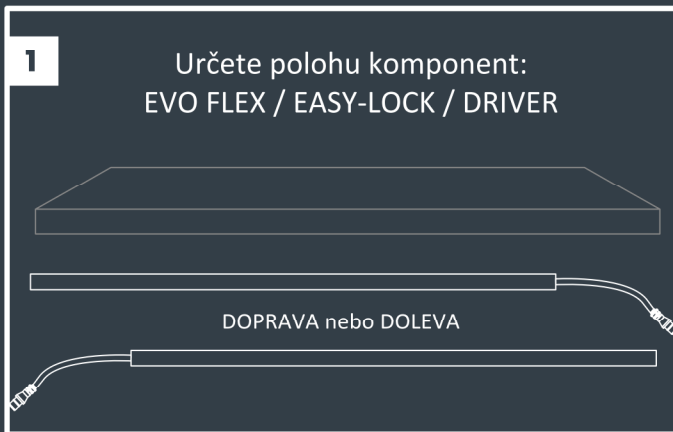 1
Určete polohu komponent:
EVO FLEX / EASY-LOCK / DRIVER
DOPRAVA nebo DOLEVA